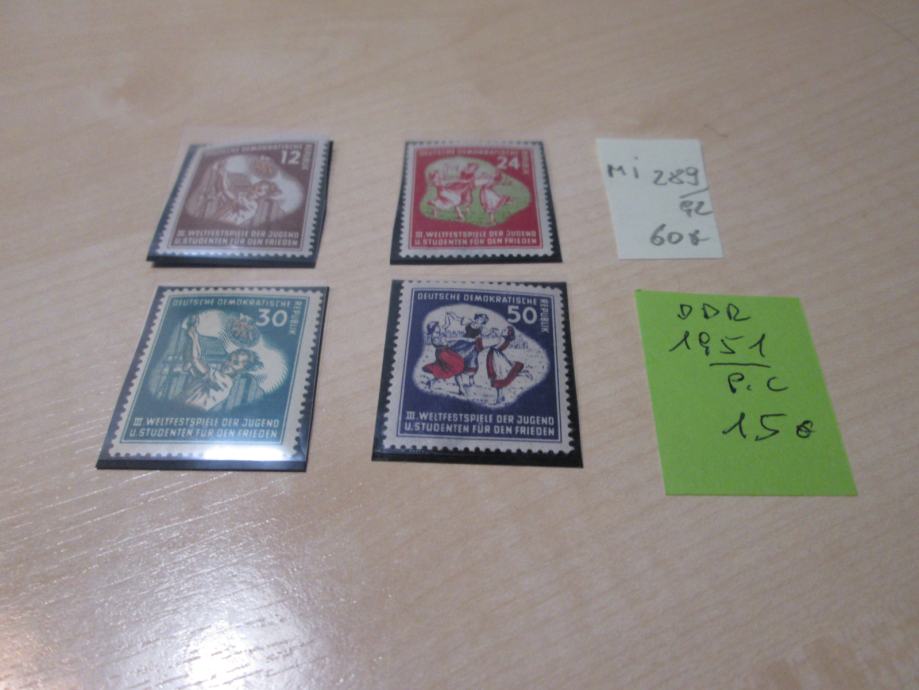 DEUTSCHE DEMOKRATISCHE
REPUBLIK
12
III. WELTFESTSPIELE DER JUGEND
U. STUDENTEN FÜR DEN FRIEDEN
DEUTSCHE DEMOKRATISCHE
REPUBLIK
24
III. WELTFESTSPIELE DER JUGEND
U. STUDENTEN FÜR DEN FRIEDEN
Mi 289/
92
60€
DEUTSCHE DEMOKRATISCHE
REPUBLIK
30
III. WELTFESTSPIELE DER JUGEND
U. STUDENTEN FÜR DEN FRIEDEN
DEUTSCHE DEMOKRATISCHE
REPUBLIK
50
III. WELTFESTSPIELE DER JUGEND
U. STUDENTEN FÜR DEN FRIEDEN
DDR
1951
P.C
15€